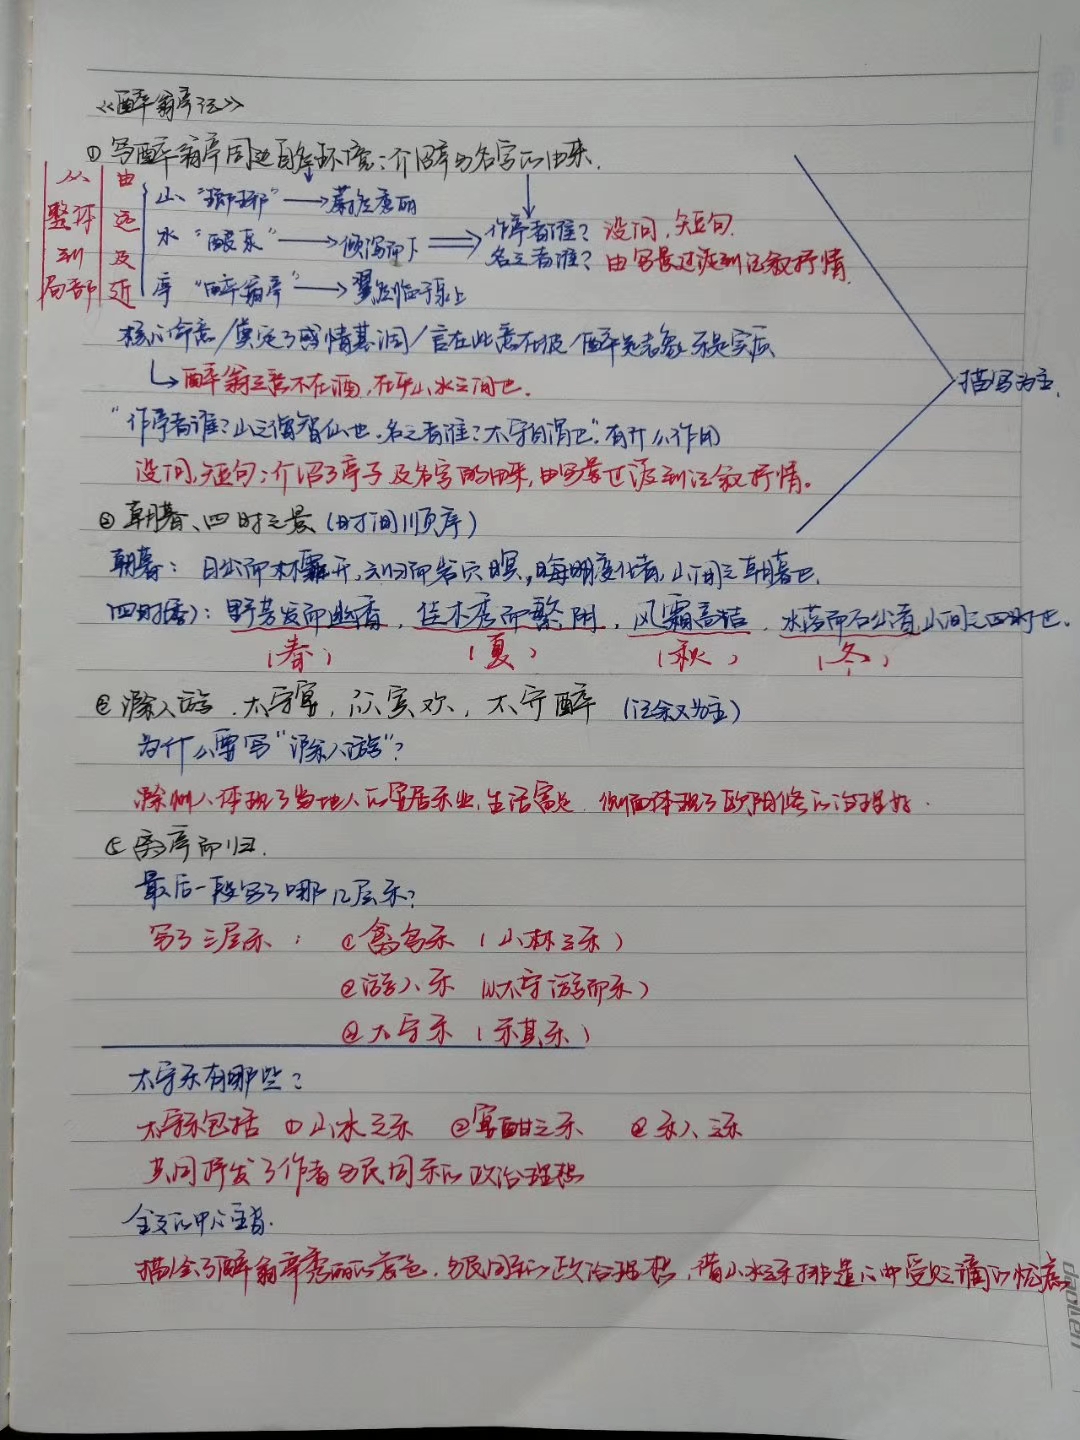 《醉翁亭记》
① 写醉翁亭周边自然环境；介绍亭与名字的由来.
从整体到局部
由远及近
山 "琅琊" → 蔚然秀丽
水 "酿泉" → 倾泻而下
亭 "醉翁亭" → 翼然临于泉上
作亭者谁？ 设问，短句.
名之者谁？ 由写景过渡到记叙抒情.
核心命意/奠定了感情基调/言在此意在彼/醉是表象 乐是实质
醉翁之意不在酒，在乎山水之间也.
描写为主.
"作亭者谁？山之僧智仙也.名之者谁？太守自谓也".有什么作用
设问,短句；介绍了亭子及名字的由来,由写景过渡到记叙抒情。
② 朝暮、四时之景 (时间顺序)
朝暮：日出而林霏开,云归而岩穴暝,晦明变化者,山间之朝暮也.
四时：野芳发而幽香，佳木秀而繁阴，风霜高洁，水落而石出者,山间之四时也.
(春) (夏) (秋) (冬)
③ 滁人游，太守宴，众宾欢，太守醉 (记叙为主)
为什么要写"滁人游"？
滁州人体现了当地人的安居乐业,生活富足，侧面体现了欧阳修的治理好.
④ 离亭而归.
最后一段写了哪几层乐？
写了三层乐： ① 禽鸟乐 (山林之乐)
② 游人乐 (从太守游而乐)
③ 太守乐 (乐其乐)
太守乐有哪些？
太守乐包括 ①山水之乐 ②宴酣之乐 ③乐人之乐
共同抒发了作者与民同乐的政治理想
全文的中心主旨.
描绘了醉翁亭秀丽的景色,与民同乐的政治理想,借山水之乐排遣心中受贬谪的忧虑